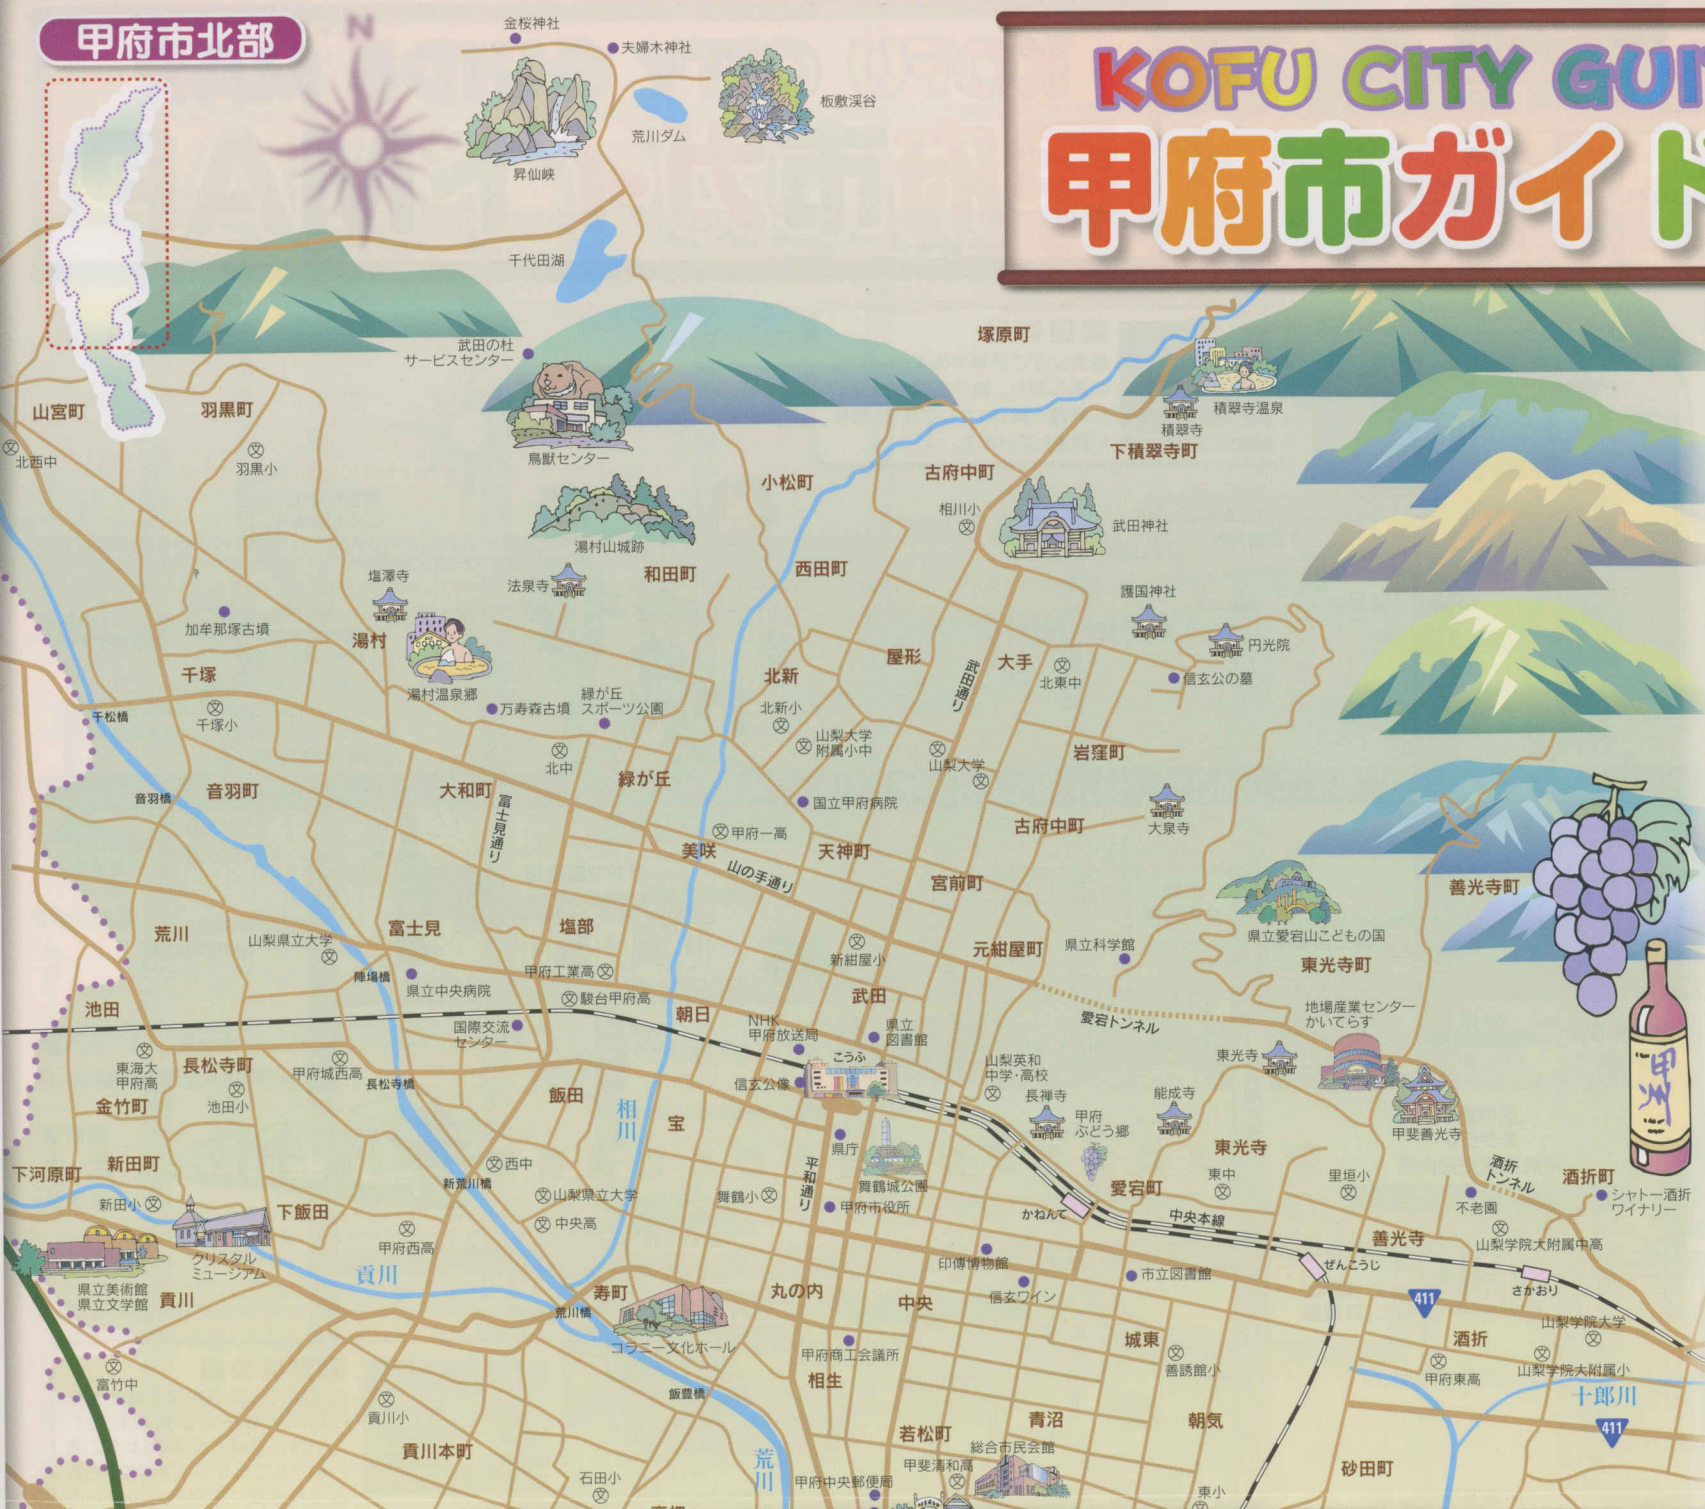 甲府市北部
N
KOFU CITY GUI
甲府市ガイド
金桜神社
夫婦木神社
板敷渓谷
荒川ダム
昇仙峡
千代田湖
武田の杜
サービスセンター
鳥獣センター
塚原町
積翠寺温泉
積翠寺
下積翠寺町
山宮町
羽黒町
北西中
羽黒小
小松町
古府中町
相川小
武田神社
湯村山城跡
法泉寺
和田町
西田町
塩澤寺
加牟那塚古墳
湯村
湯村温泉郷
護国神社
円光院
信玄公の墓
屋形
武田通り
大手
北東中
千塚
千塚小
千松橋
万寿森古墳
緑が丘
スポーツ公園
北新
北新小
山梨大学
附属小中
山梨大学
岩窪町
北中
緑が丘
音羽橋
音羽町
大和町
富士見通り
国立甲府病院
甲府一高
美咲
山の手通り
天神町
古府中町
大泉寺
宮前町
善光寺町
県立愛宕山こどもの国
荒川
山梨県立大学
富士見
塩部
新紺屋小
元紺屋町
県立科学館
東光寺町
陣場橋
県立中央病院
甲府工業高
駿台甲府高
武田
朝日
愛宕トンネル
地場産業センター
かいてらす
池田
国際交流
センター
NHK
甲府放送局
県立
図書館
こうふ
信玄公像
山梨英和
中学・高校
東光寺
長禅寺
能成寺
甲府
ぶどう郷
甲斐善光寺
東海大
甲府高
長松寺町
甲府城西高
長松寺橋
池田小
金竹町
飯田
相川
宝
県庁
舞鶴城公園
平和通り
東光寺
東中
里垣小
酒折
トンネル
酒折町
シャトー酒折
ワイナリー
甲州
下河原町
新田町
新田小
西中
新荒川橋
山梨県立大学
中央高
舞鶴小
甲府市役所
かねんて
愛宕町
中央本線
不老園
山梨学院大附属中高
善光寺
下飯田
甲府西高
クリスタル
ミュージアム
県立美術館
県立文学館
貢川
貢川
印傳博物館
信玄ワイン
市立図書館
ぜんこうじ
さかおり
411
寿町
荒川橋
丸の内
中央
コラニー文化ホール
甲府商工会議所
城東
善誘館小
酒折
山梨学院大学
甲府東高
山梨学院大附属小
十郎川
411
富竹中
貢川小
飯豊橋
相生
貢川本町
荒川
若松町
青沼
朝気
総合市民会館
甲斐清和高
甲府中央郵便局
石田小
東小
砂田町